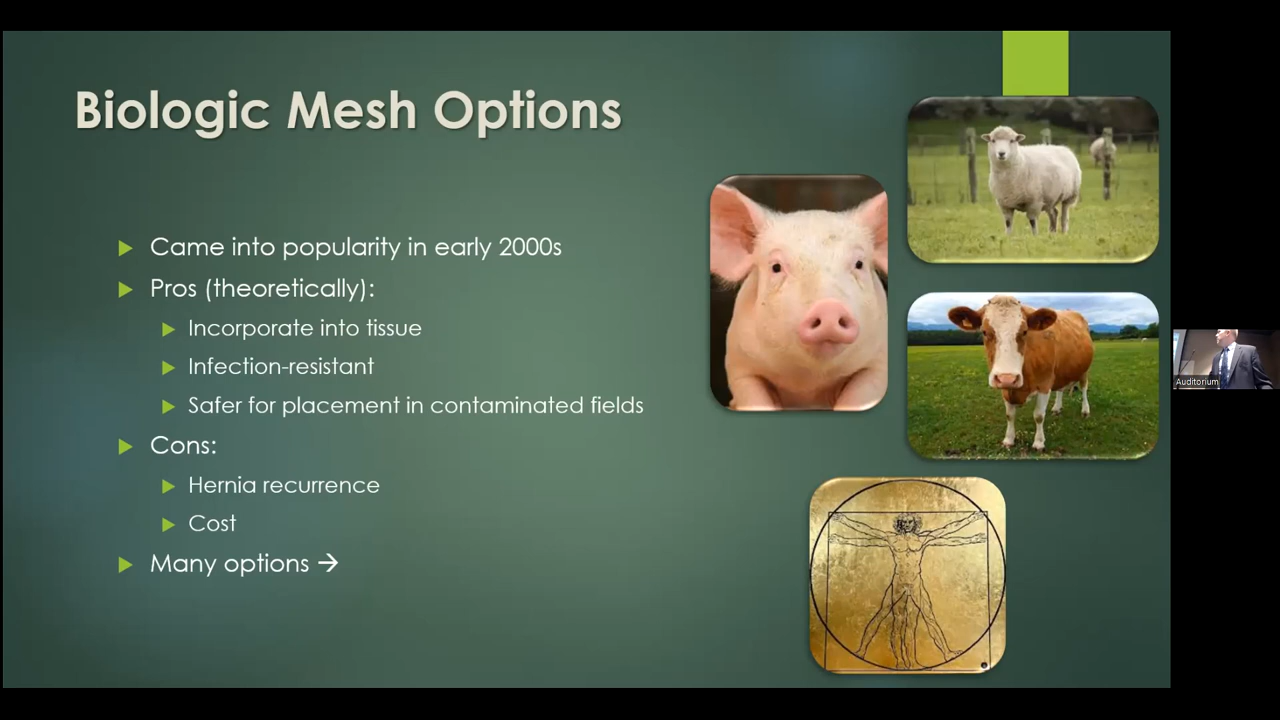 Biologic Mesh Options
Came into popularity in early 2000s
Pros (theoretically):
Incorporate into tissue
Infection-resistant
Safer for placement in contaminated fields
Cons:
Hernia recurrence
Cost
Many options →
Auditorium